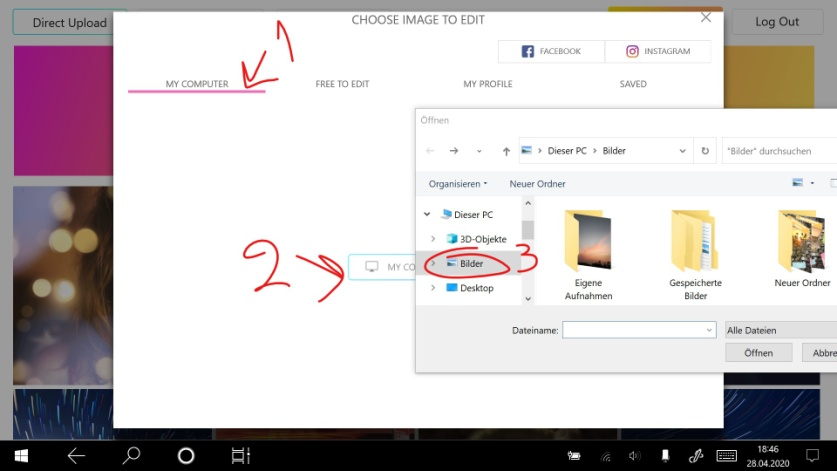 Direct Upload
CHOOSE IMAGE TO EDIT
Log Out
1
FACEBOOK
INSTAGRAM
MY COMPUTER
FREE TO EDIT
MY PROFILE
SAVED
Öffnen
Dieser PC
Bilder
"Bilder" durchsuchen
Organisieren
Neuer Ordner
Dieser PC
3D-Objekte
2
MY CO
Bilder
3
Desktop
Eigene
Aufnahmen
Gespeicherte
Bilder
Neuer Ordner
Dateiname:
Alle Dateien
Öffnen
Abbre
18:46
28.04.2020